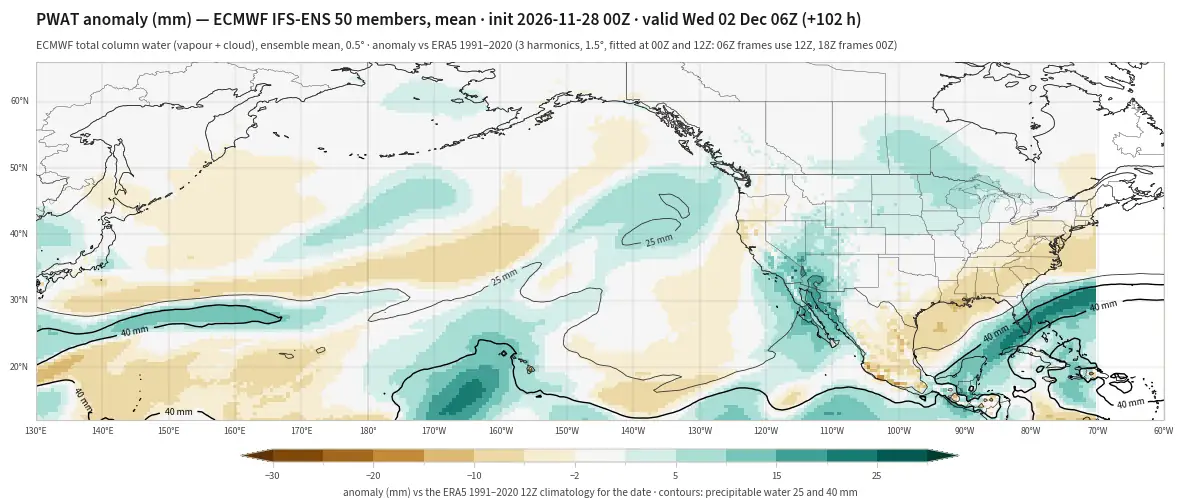 PWAT anomaly (mm) — ECMWF IFS-ENS 50 members, mean · init 2026-11-28 00Z · valid Wed 02 Dec 06Z (+102 h)
ECMWF total column water (vapour + cloud), ensemble mean, 0.5° · anomaly vs ERA5 1991–2020 (3 harmonics, 1.5°, fitted at 00Z and 12Z: 06Z frames use 12Z, 18Z frames 00Z)
60°N
50°N
40°N
25 mm
25 mm
30°N
40 mm
40 mm
40 mm
20°N
40 mm
40 mm
40 mm
130°E 140°E 150°E 160°E 170°E 180° 170°W 160°W 150°W 140°W 130°W 120°W 110°W 100°W 90°W 80°W 70°W 60°W
−30 −20 −10 −2 5 15 25
anomaly (mm) vs the ERA5 1991–2020 12Z climatology for the date · contours: precipitable water 25 and 40 mm